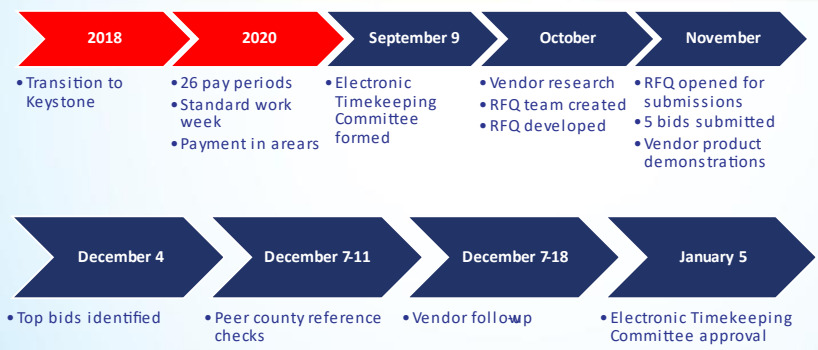 2018
2020
September 9
October
November
• Transition to
Keystone
• 26 pay periods
• Standard work
week
• Payment in arears
• Electronic
Timekeeping
Committee
formed
• Vendor research
• RFQ team created
• RFQ developed
• RFQ opened for
submissions
• 5 bids submitted
• Vendor product
demonstrations
December 4
December 7-11
December 7-18
January 5
• Top bids identified
• Peer county reference
checks
• Vendor follow-up
• Electronic Timekeeping
Committee approval